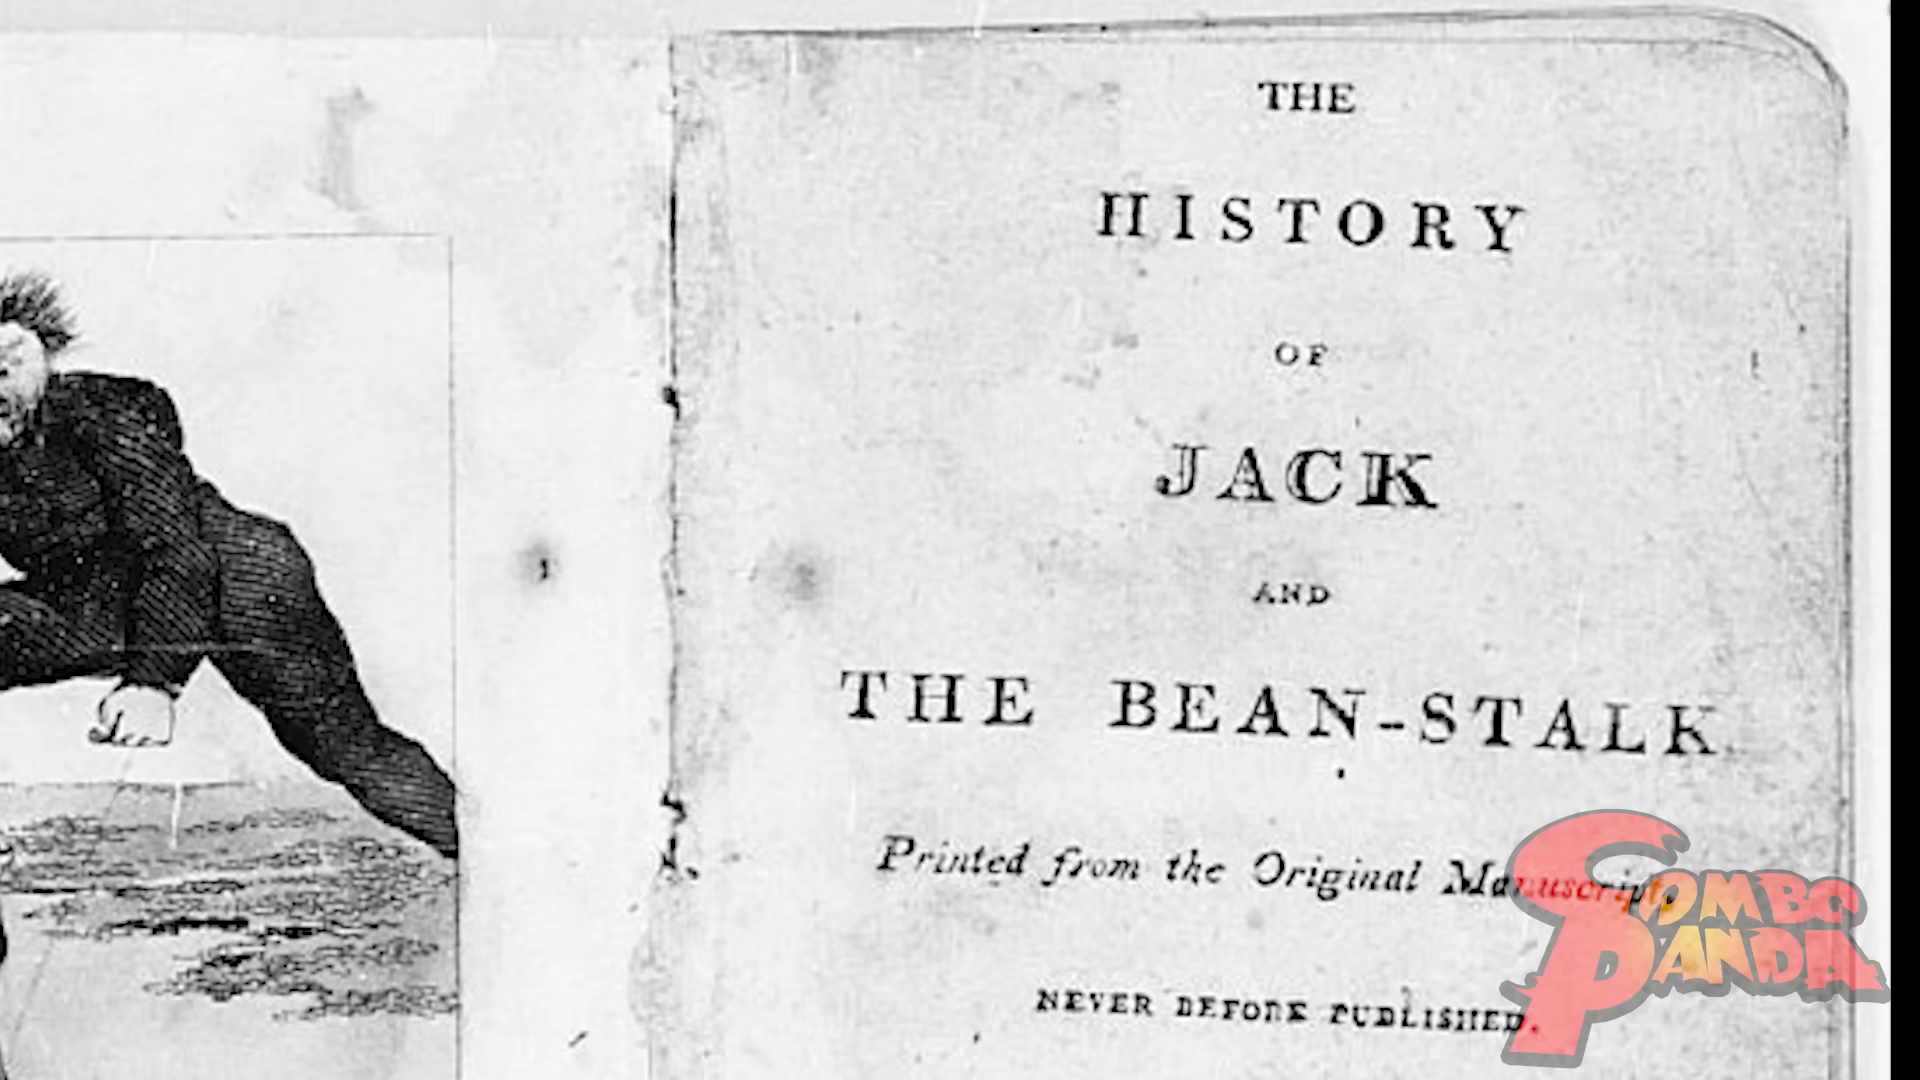 THE
HISTORY
OF
JACK
AND
THE BEAN-STALK
Printed from the Original Manuscript,
NEVER BEFORE PUBLISHED.
COMBO
PANDA